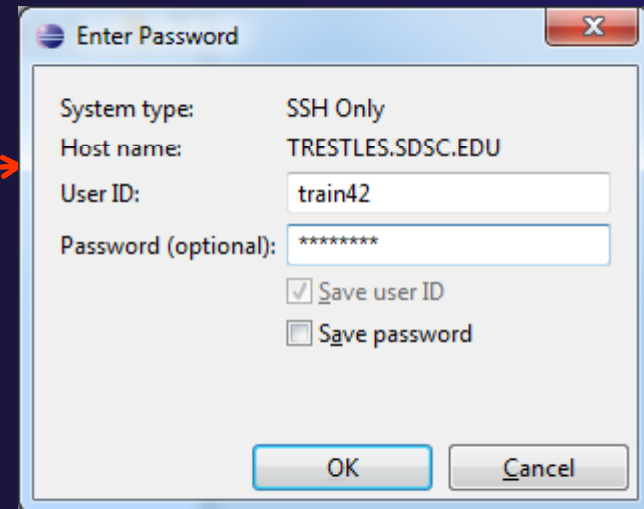 Enter Password
System type: SSH Only
Host name: TRESTLES.SDSC.EDU
User ID: train42
Password (optional): ********
Save user ID
Save password
OK Cancel